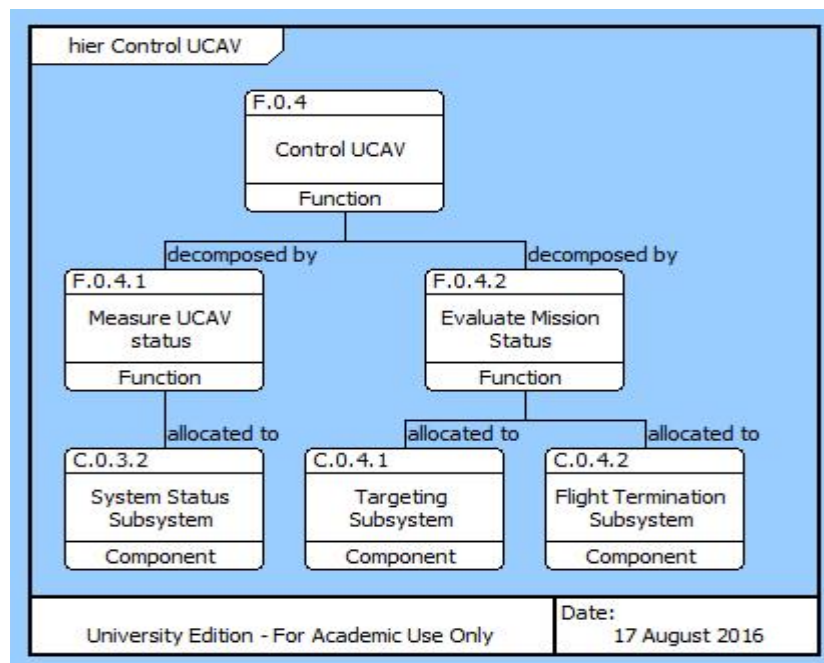 hier Control UCAV
F.0.4
Control UCAV
Function
decomposed by
decomposed by
F.0.4.1
Measure UCAV
status
Function
F.0.4.2
Evaluate Mission
Status
Function
allocated to
allocated to
allocated to
C.0.3.2
System Status
Subsystem
Component
C.0.4.1
Targeting
Subsystem
Component
C.0.4.2
Flight Termination
Subsystem
Component
University Edition - For Academic Use Only
Date:
17 August 2016